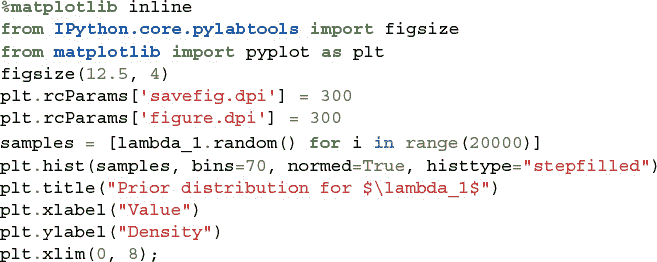 %matplotlib inline
from IPython.core.pylabtools import figsize
from matplotlib import pyplot as plt
figsize(12.5, 4)
plt.rcParams['savefig.dpi'] = 300
plt.rcParams['figure.dpi'] = 300
samples = [lambda_1.random() for i in range(20000)]
plt.hist(samples, bins=70, normed=True, histtype="stepfilled")
plt.title("Prior distribution for $\lambda_1$")
plt.xlabel("Value")
plt.ylabel("Density")
plt.xlim(0, 8);